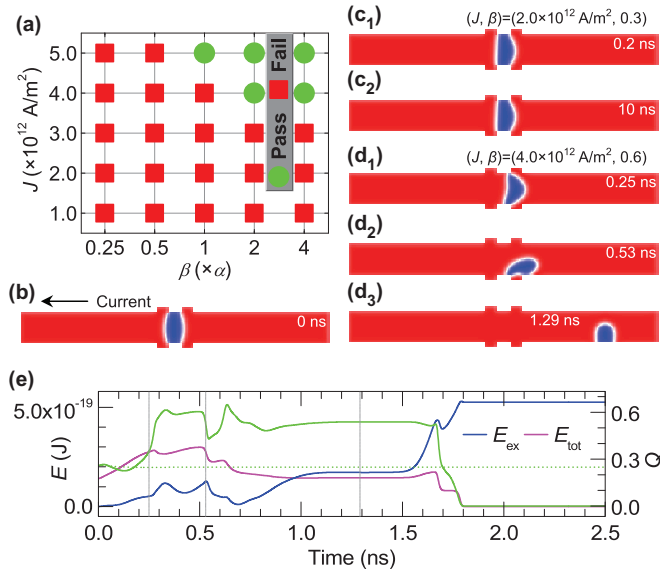 (a)
J (×10¹² A/m²)
5.0
4.0
3.0
2.0
1.0
Pass Fail
0.25 0.5 1 2 4
β (×α)
(b)
Current
0 ns
(c₁)
(J, β)=(2.0×10¹² A/m², 0.3)
0.2 ns
(c₂)
10 ns
(d₁)
(J, β)=(4.0×10¹² A/m², 0.6)
0.25 ns
(d₂)
0.53 ns
(d₃)
1.29 ns
(e)
E (J)
5.0x10⁻¹⁹
0.0
E_ex E_tot
Q
0.6
0.3
0.0
0.0 0.5 1.0 1.5 2.0 2.5
Time (ns)